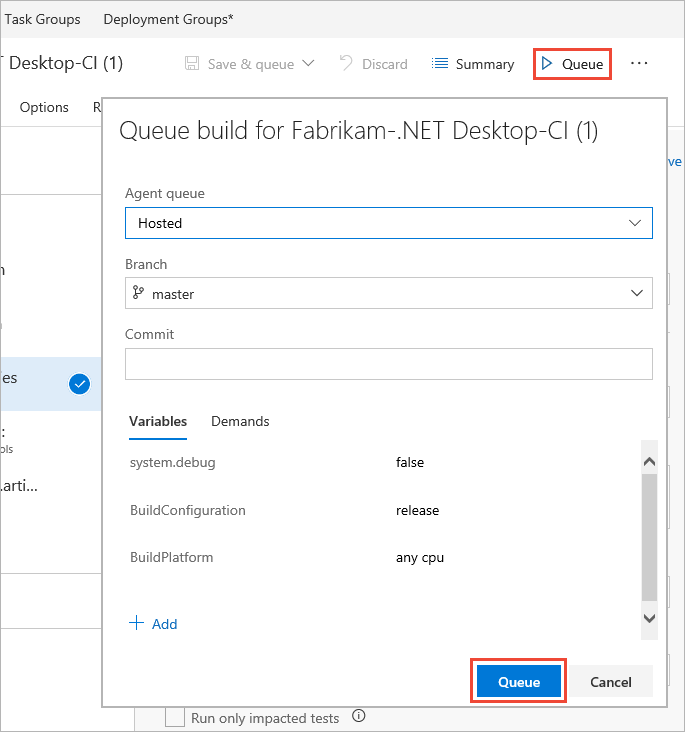 Task Groups Deployment Groups*
T Desktop-CI (1) Save & queue Discard Summary Queue ...
Options R
Queue build for Fabrikam-.NET Desktop-CI (1)
ve
Agent queue
Hosted
Branch
master
Commit
es
Variables Demands
:
ols
system.debug false
.arti...
BuildConfiguration release
BuildPlatform any cpu
+ Add
Queue Cancel
Run only impacted tests